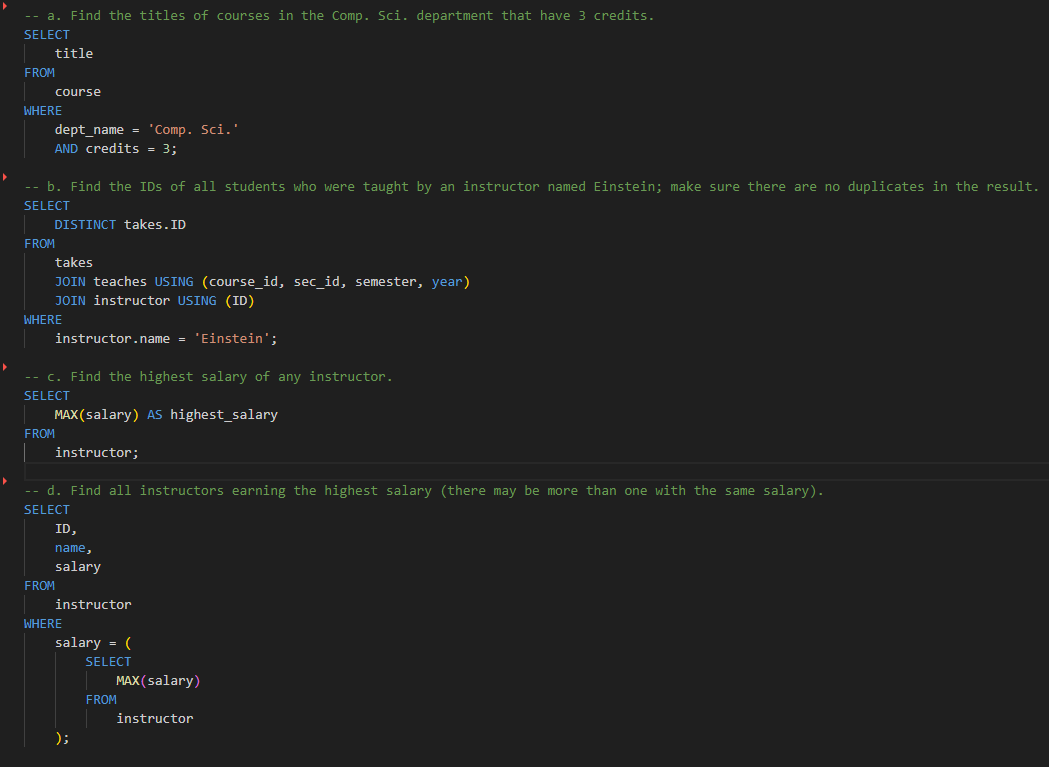 -- a. Find the titles of courses in the Comp. Sci. department that have 3 credits.
SELECT
    title
FROM
    course
WHERE
    dept_name = 'Comp. Sci.'
    AND credits = 3;

-- b. Find the IDs of all students who were taught by an instructor named Einstein; make sure there are no duplicates in the result.
SELECT
    DISTINCT takes.ID
FROM
    takes
    JOIN teaches USING (course_id, sec_id, semester, year)
    JOIN instructor USING (ID)
WHERE
    instructor.name = 'Einstein';

-- c. Find the highest salary of any instructor.
SELECT
    MAX(salary) AS highest_salary
FROM
    instructor;

-- d. Find all instructors earning the highest salary (there may be more than one with the same salary).
SELECT
    ID,
    name,
    salary
FROM
    instructor
WHERE
    salary = (
        SELECT
            MAX(salary)
        FROM
            instructor
    );